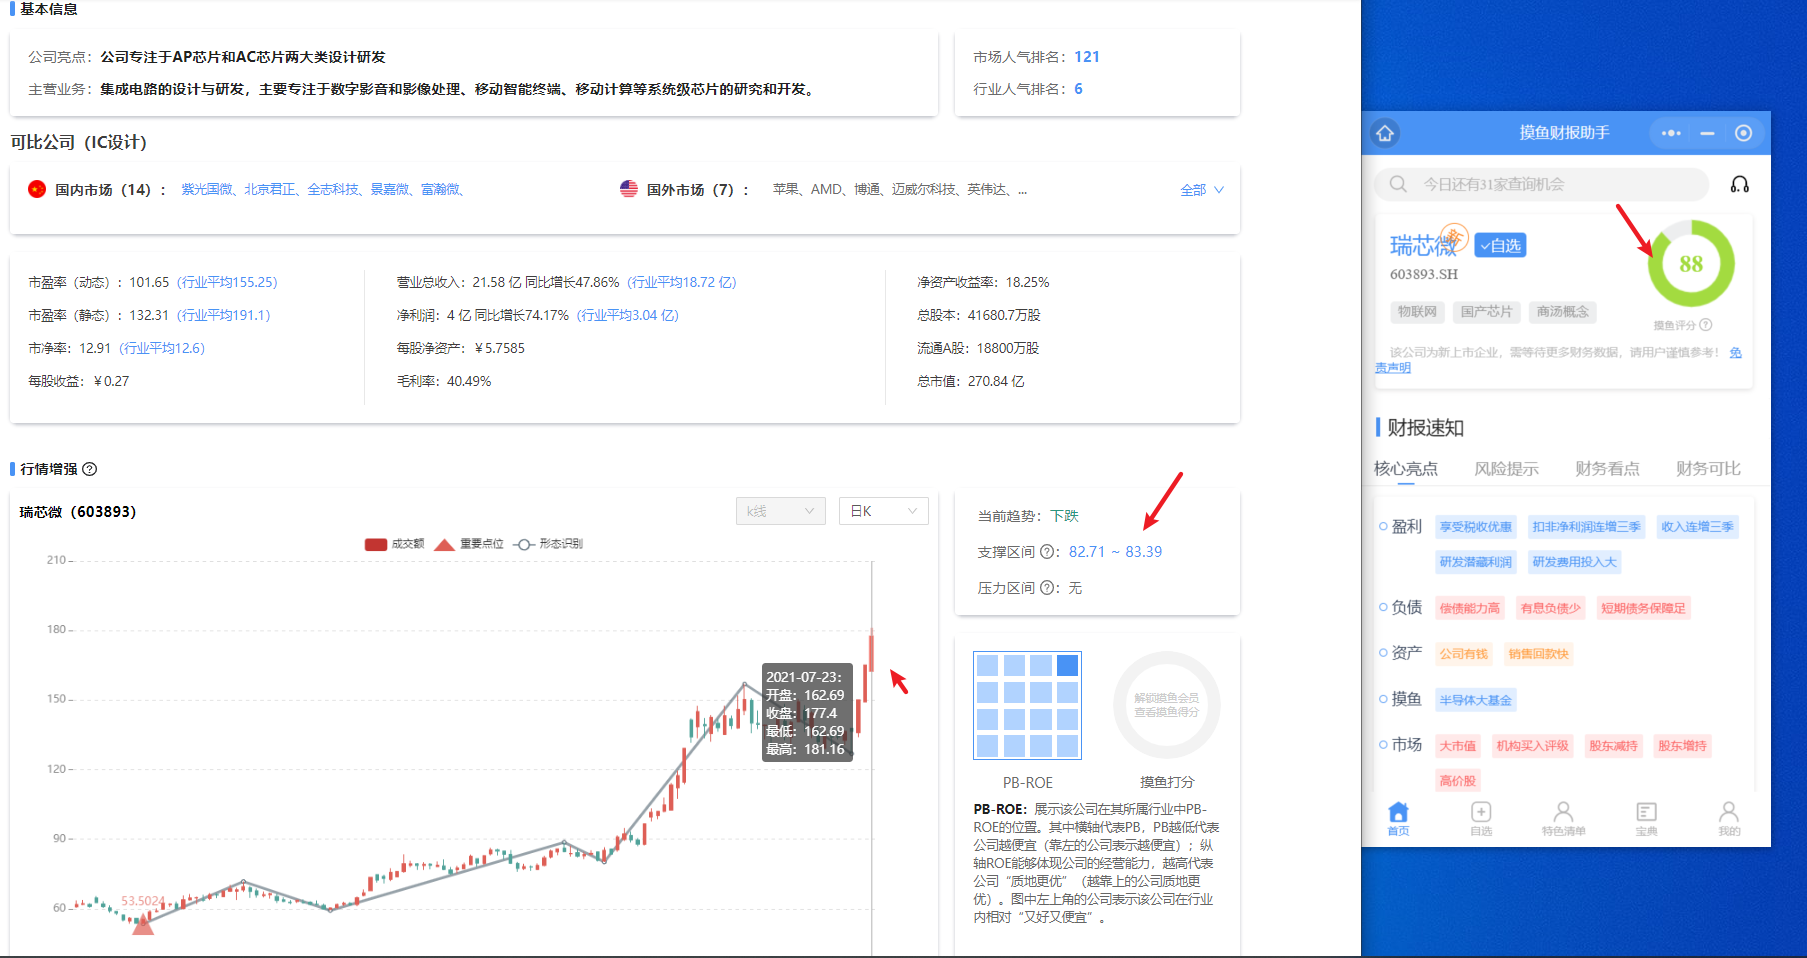 基本信息
公司亮点：公司专注于AP芯片和AC芯片两大类设计研发
主营业务：集成电路的设计与研发，主要专注于数字影音和影像处理、移动智能终端、移动计算等系统级芯片的研究和开发。
市场人气排名：121
行业人气排名：6
可比公司（IC设计）
国内市场（14）： 紫光国微、北京君正、全志科技、景嘉微、富瀚微、
国外市场（7）： 苹果、AMD、博通、迈威尔科技、英伟达、...
全部
市盈率（动态）：101.65（行业平均155.25）
市盈率（静态）：132.31（行业平均191.1）
市净率：12.91（行业平均12.6）
每股收益：￥0.27
营业总收入：21.58 亿 同比增长47.86%（行业平均18.72 亿）
净利润：4 亿 同比增长74.17%（行业平均3.04 亿）
每股净资产：￥5.7585
毛利率：40.49%
净资产收益率：18.25%
总股本：41680.7万股
流通A股：18800万股
总市值：270.84 亿
行情增强
瑞芯微（603893）
k线
日K
成交额 重要点位 形态识别
210
180
150
120
90
60
53.5024
2021-07-23：
开盘：162.69
收盘：177.4
最低：162.69
最高：181.16
当前趋势：下跌
支撑区间 ?：82.71 ~ 83.39
压力区间 ?：无
解锁摸鱼会员
查看摸鱼得分
PB-ROE
摸鱼打分
PB-ROE：展示该公司在其所属行业中PB-
ROE的位置。其中横轴代表PB，PB越低代表
公司越便宜（靠左的公司表示越便宜）；纵
轴ROE能够体现公司的经营能力，越高代表
公司“质地更优”（越靠上的公司质地更
优）。图中左上角的公司表示该公司在行业
内相对“又好又便宜”。
摸鱼财报助手
今日还有31家查询机会
瑞芯微
新
自选
603893.SH
物联网 国产芯片 商汤概念
88
摸鱼评分 ?
该公司为新上市企业，需等待更多财务数据，请用户谨慎参考！ 免
责声明
财报速知
核心亮点 风险提示 财务看点 财务可比
盈利 享受税收优惠 扣非净利润连增三季 收入连增三季
研发潜藏利润 研发费用投入大
负债 偿债能力高 有息负债少 短期债务保障足
资产 公司有钱 销售回款快
摸鱼 半导体大基金
市场 大市值 机构买入评级 股东减持 股东增持
高价股
首页 自选 特色清单 宝典 我的